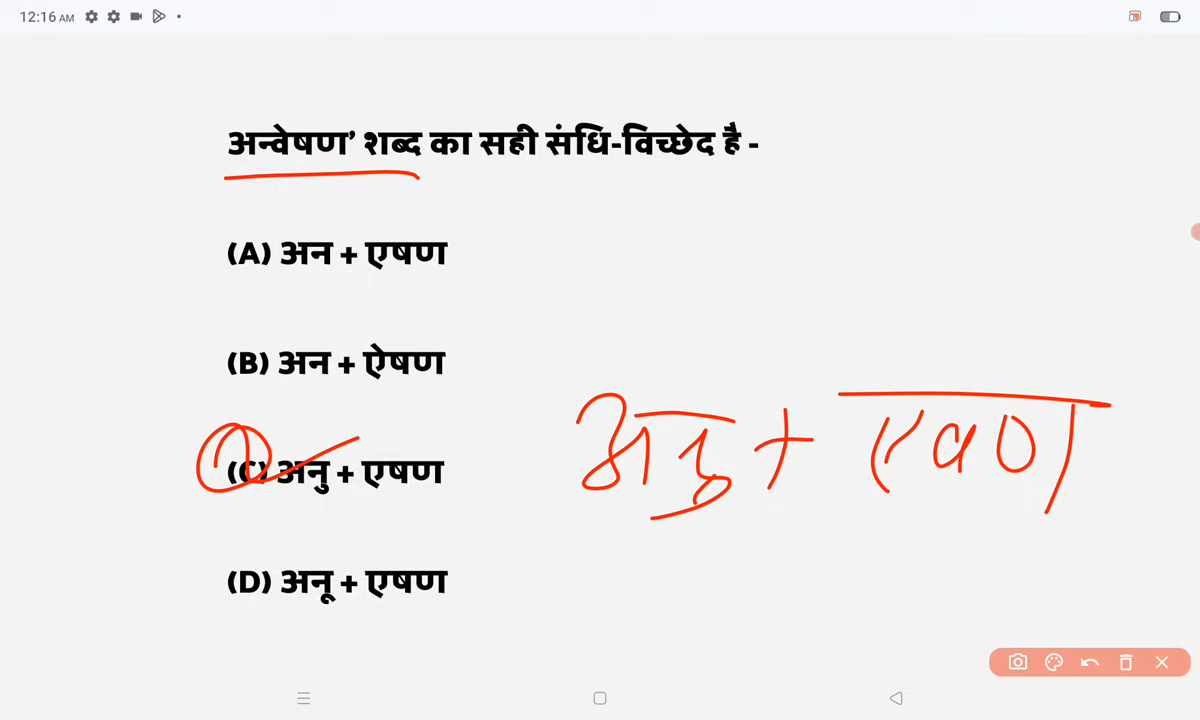 12:16 AM
अन्वेषण’ शब्द का सही संधि-विच्छेद है -
(A) अन + एषण
(B) अन + ऐषण
(C) अनु + एषण
अनु + एषण
(D) अनू + एषण